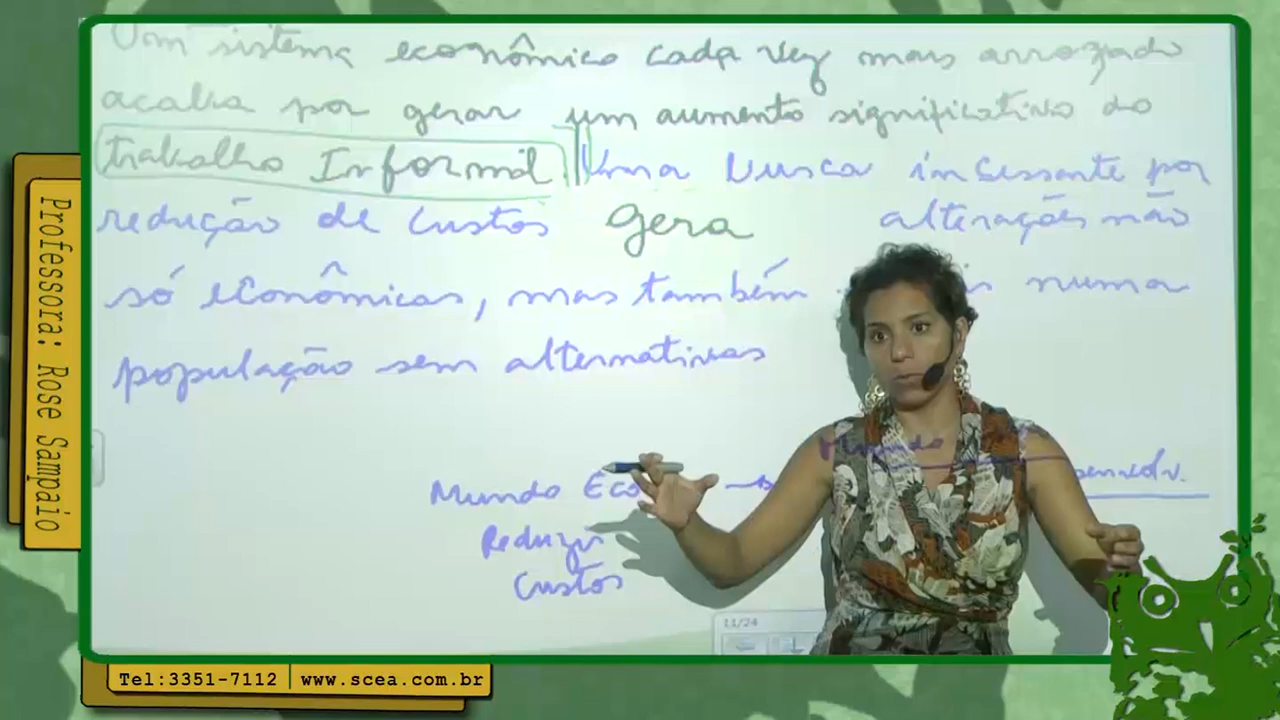 Um sistema econômico cada vez mais arrojado
acaba por gerar um aumento significativo do
trabalho Informal. Uma busca incessante por
redução de custos gera alterações não
só econômicas, mas também numa
população sem alternativas
Mundo
Mundo Eco
Reduzir
Custos
11/24
Professora: Rose Sampaio
Tel:3351-7112 | www.scea.com.br